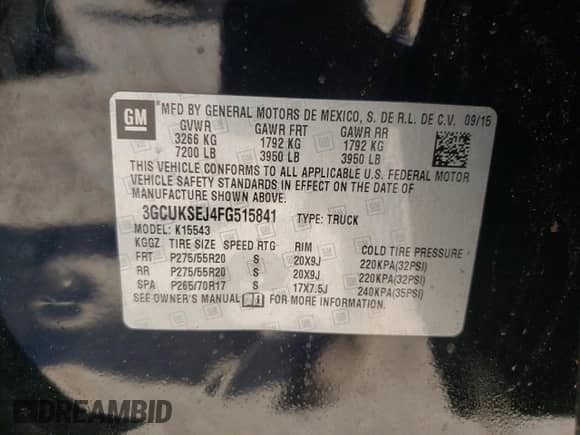 GM
*MFD BY GENERAL MOTORS DE MEXICO, S. DE R.L. DE C.V. 09/15
GVWR GAWR FRT GAWR RR
3266 KG 1792 KG 1792 KG
7200 LB 3950 LB 3950 LB
THIS VEHICLE CONFORMS TO ALL APPLICABLE U.S. FEDERAL MOTOR
VEHICLE SAFETY STANDARDS IN EFFECT ON THE DATE OF
MANUFACTURE SHOWN ABOVE.
3GCUKSEJ4FG515841 TYPE: TRUCK
MODEL: K15543
KGGZ TIRE SIZE SPEED RTG RIM COLD TIRE PRESSURE
FRT P275/55R20 S 20X9J 220KPA(32PSI)
RR P275/55R20 S 20X9J 220KPA(32PSI)
SPA P265/70R17 S 17X7.5J 240KPA(35PSI)
SEE OWNER'S MANUAL FOR MORE INFORMATION.
DREAMBID